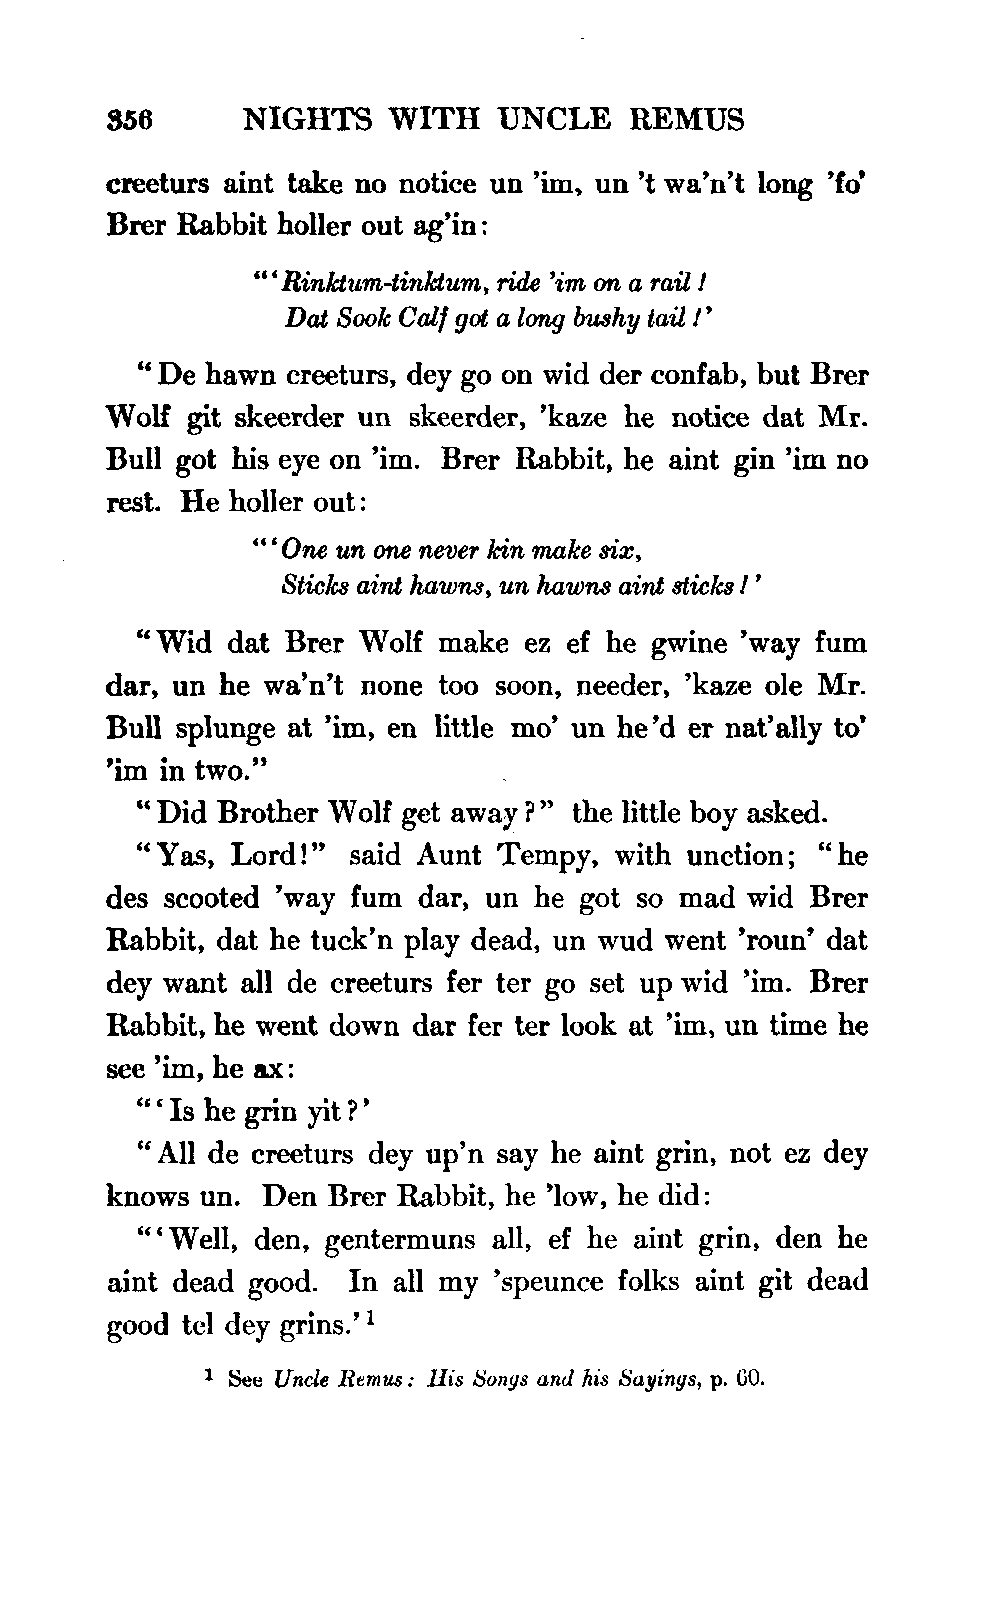 356 NIGHTS WITH UNCLE REMUS
creeturs aint take no notice un 'im, un 't wa'n't long 'fo'
Brer Rabbit holler out ag'in:
"'Rinktum-tinktum, ride 'im on a rail!
Dat Sook Calf got a long bushy tail!'
"De hawn creeturs, dey go on wid der confab, but Brer
Wolf git skeerder un skeerder, 'kaze he notice dat Mr.
Bull got his eye on 'im. Brer Rabbit, he aint gin 'im no
rest. He holler out:
"'One un one never kin make six,
Sticks aint hawns, un hawns aint sticks!'
"Wid dat Brer Wolf make ez ef he gwine 'way fum
dar, un he wa'n't none too soon, needer, 'kaze ole Mr.
Bull splunge at 'im, en little mo' un he'd er nat'ally to'
'im in two."
"Did Brother Wolf get away?" the little boy asked.
"Yas, Lord!" said Aunt Tempy, with unction; "he
des scooted 'way fum dar, un he got so mad wid Brer
Rabbit, dat he tuck'n play dead, un wud went 'roun' dat
dey want all de creeturs fer ter go set up wid 'im. Brer
Rabbit, he went down dar fer ter look at 'im, un time he
see 'im, he ax:
"'Is he grin yit?'
"All de creeturs dey up'n say he aint grin, not ez dey
knows un. Den Brer Rabbit, he 'low, he did:
"'Well, den, gentermuns all, ef he aint grin, den he
aint dead good. In all my 'speunce folks aint git dead
good tel dey grins.'1
1 See Uncle Remus: His Songs and his Sayings, p. 60.